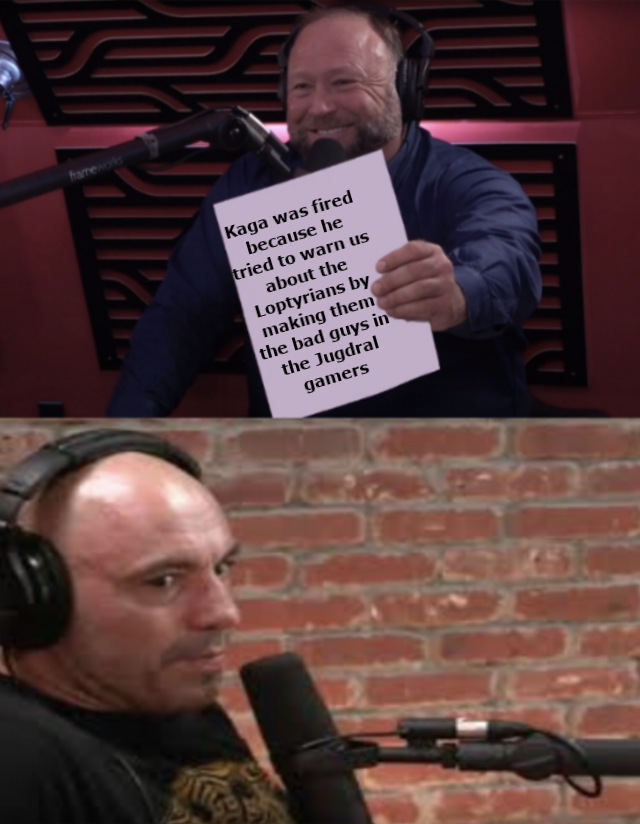 frameworks
Kaga was fired
because he
tried to warn us
about the
Loptyrians by
making them
the bad guys in
the Jugdral
gamers